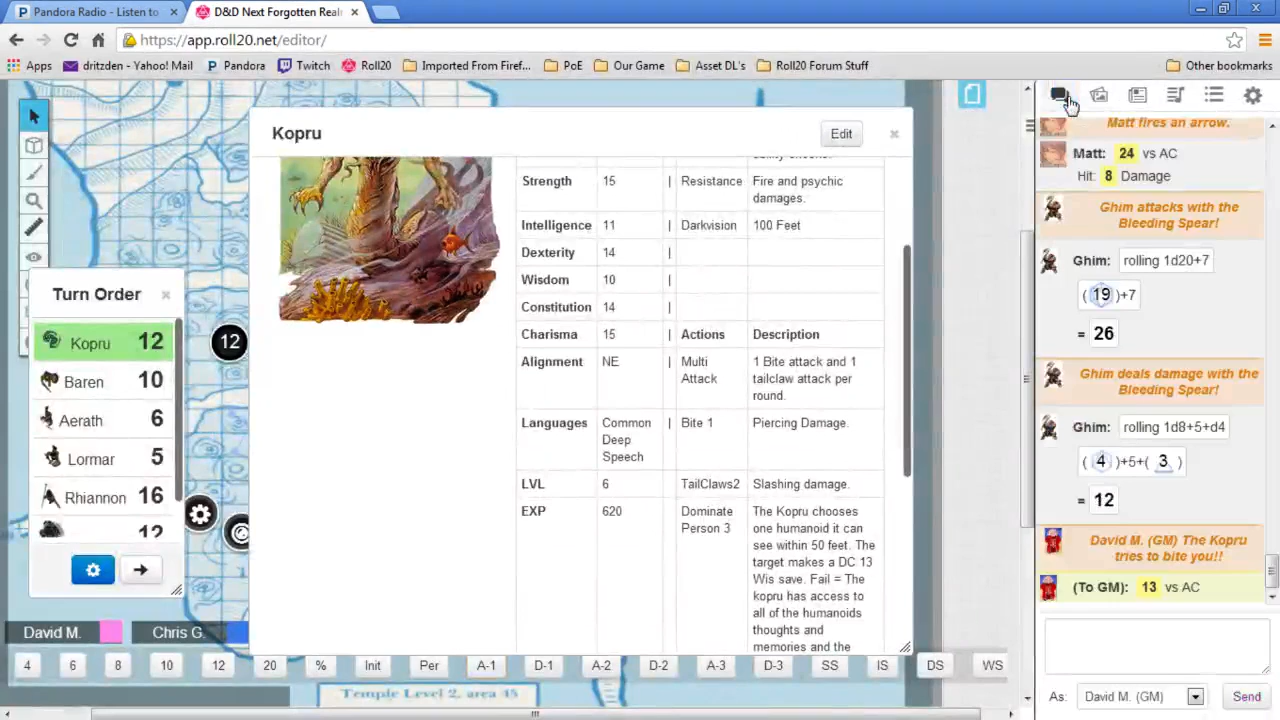 Pandora Radio - Listen to
D&D Next Forgotten Real
https://app.roll20.net/editor/
Apps
dritzden - Yahoo! Mail
Pandora
Twitch
Roll20
Imported From Firef...
PoE
Our Game
Asset DL's
Roll20 Forum Stuff
Other bookmarks
Kopru
Edit
Strength 15 | Resistance Fire and psychic
damages.
Intelligence 11 | Darkvision 100 Feet
Dexterity 14 |
Wisdom 10 |
Constitution 14 |
Charisma 15 | Actions Description
Alignment NE | Multi 1 Bite attack and 1
Attack tailclaw attack per
round.
Languages Common | Bite 1 Piercing Damage.
Deep
Speech
LVL 6 TailClaws2 Slashing damage.
EXP 620 Dominate The Kopru chooses
Person 3 one humanoid it can
see within 50 feet. The
target makes a DC 13
Wis save. Fail = The
kopru has access to
all of the humanoids
thoughts and
memories and the
Turn Order
Kopru 12
Baren 10
Aerath 6
Lormar 5
Rhiannon 16
12
12
David M.
Chris G.
4 6 8 10 12 20 % Init Per A-1 D-1 A-2 D-2 A-3 D-3 SS IS DS WS
Temple Level 2, area 45
Matt fires an arrow.
Matt: 24 vs AC
Hit: 8 Damage
Ghim attacks with the
Bleeding Spear!
Ghim: rolling 1d20+7
(19)+7
= 26
Ghim deals damage with the
Bleeding Spear!
Ghim: rolling 1d8+5+d4
(4)+5+(3)
= 12
David M. (GM) The Kopru
tries to bite you!!
(To GM): 13 vs AC
As: David M. (GM) Send